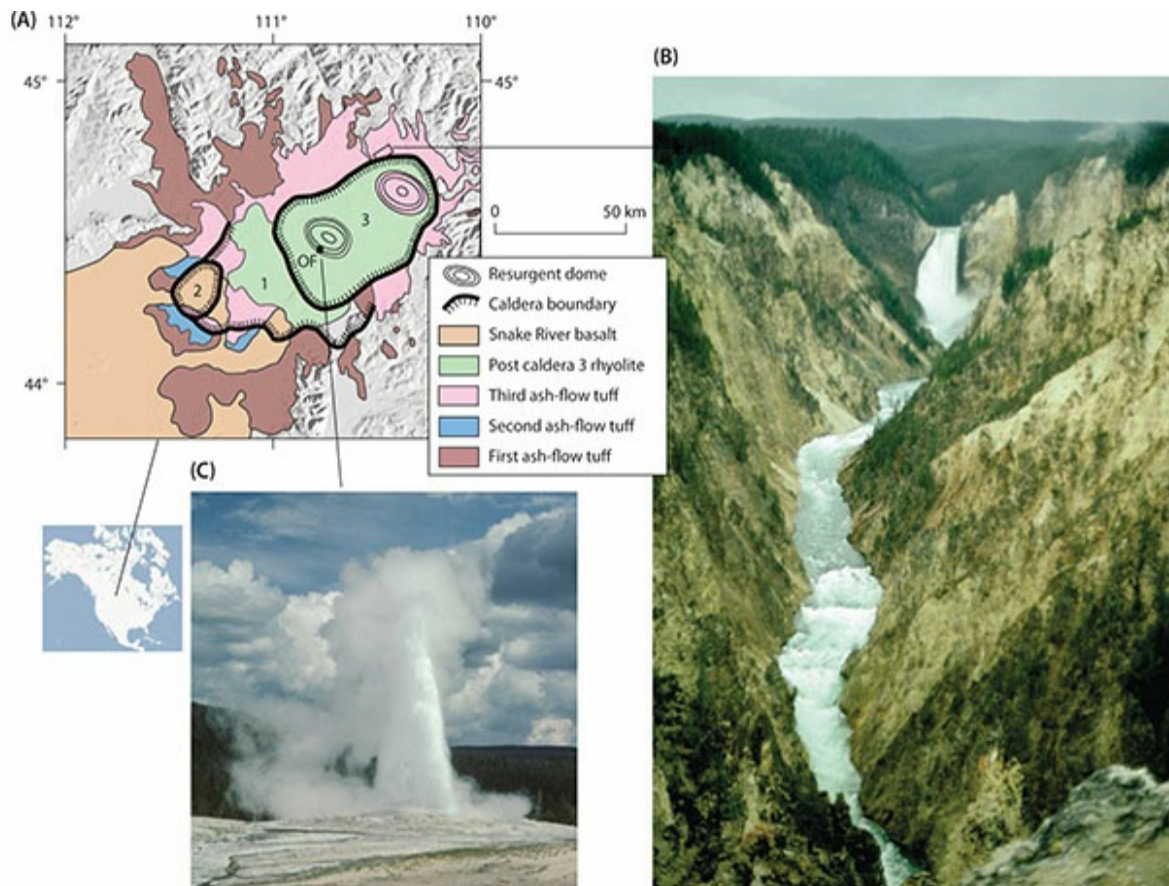 (A)
112°
111°
110°
45°
45°
44°
3
OF
1
2
0
50 km
Resurgent dome
Caldera boundary
Snake River basalt
Post caldera 3 rhyolite
Third ash-flow tuff
Second ash-flow tuff
First ash-flow tuff
(B)
(C)